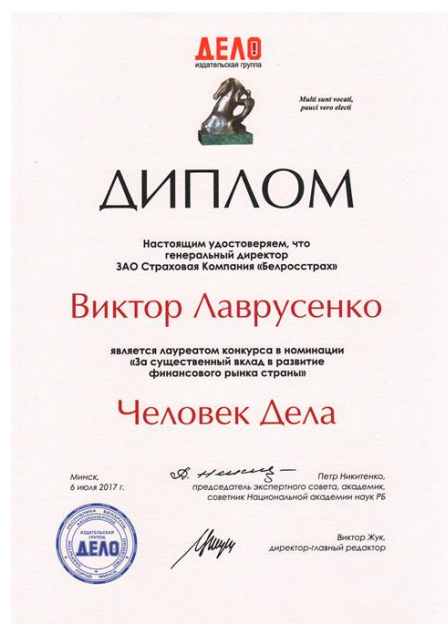 ДЕЛО
издательская группа
Multi sunt vocati,
pauci vero electi
ДИПЛОМ
Настоящим удостоверяем, что
генеральный директор
ЗАО Страховая Компания «Белросстрах»
Виктор Лаврусенко
является лауреатом конкурса в номинации
«За существенный вклад в развитие
финансового рынка страны»
Человек Дела
Минск,
6 июля 2017 г.
Петр Никитенко,
председатель экспертного совета, академик,
советник Национальной академии наук РБ
ИЗДАТЕЛЬСКАЯ
ГРУППА
ДЕЛО
Виктор Жук,
директор-главный редактор